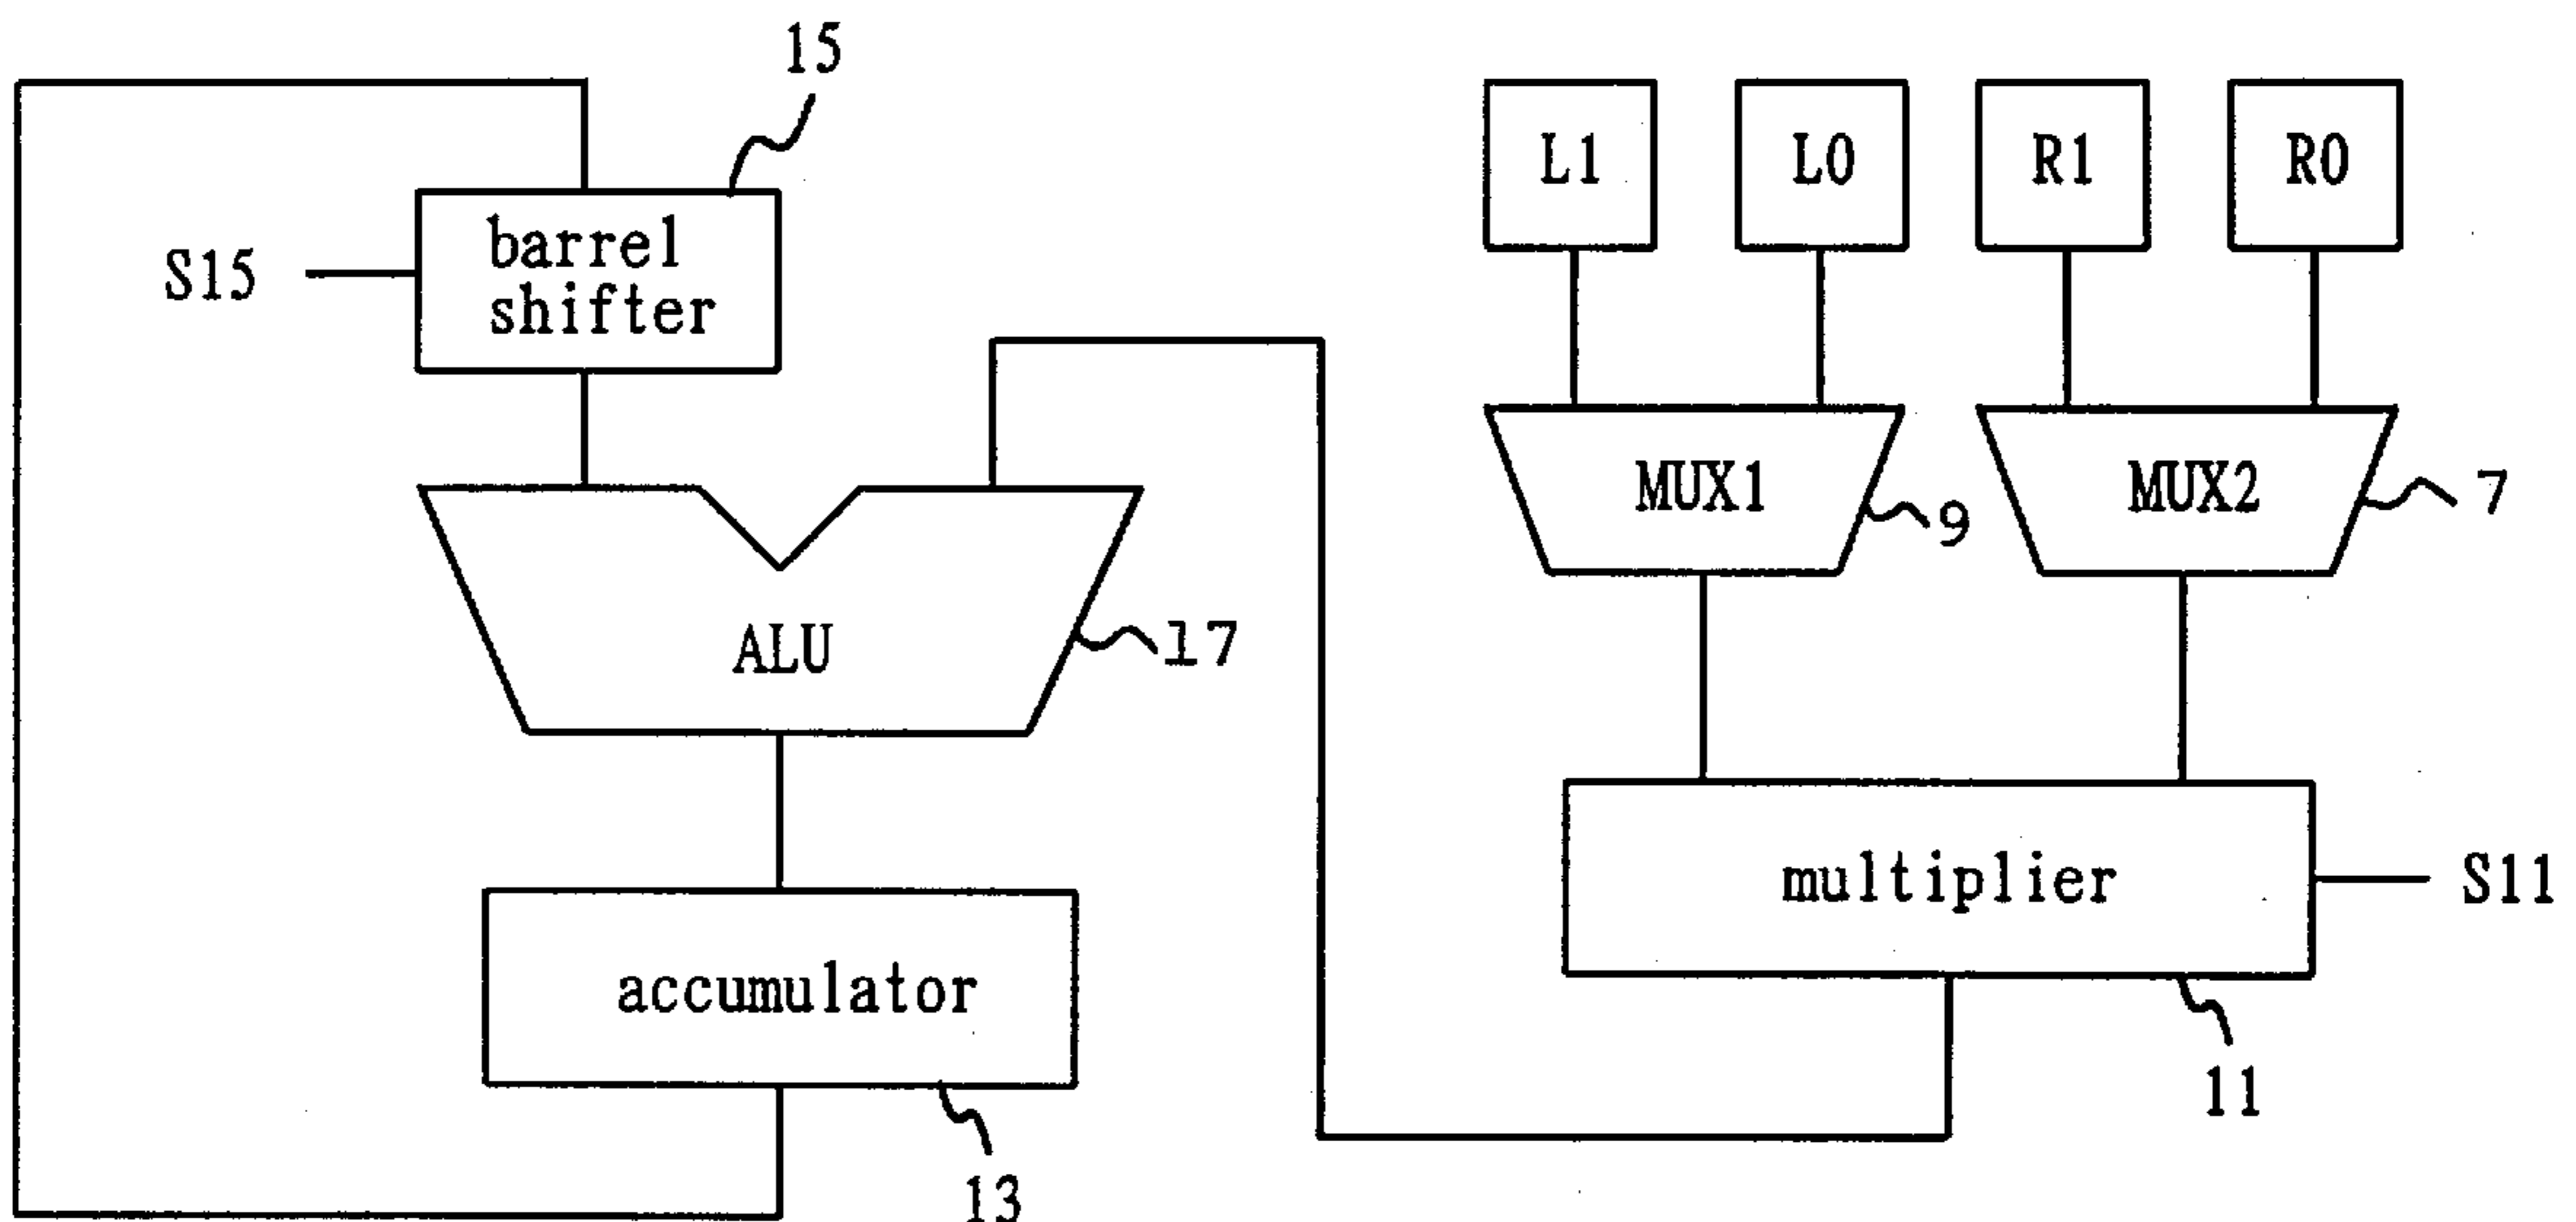 15
L1
L0
R1
R0
barrel
shifter
S15
MUX1
MUX2
7
9
ALU
17
multiplier
S11
accumulator
11
13